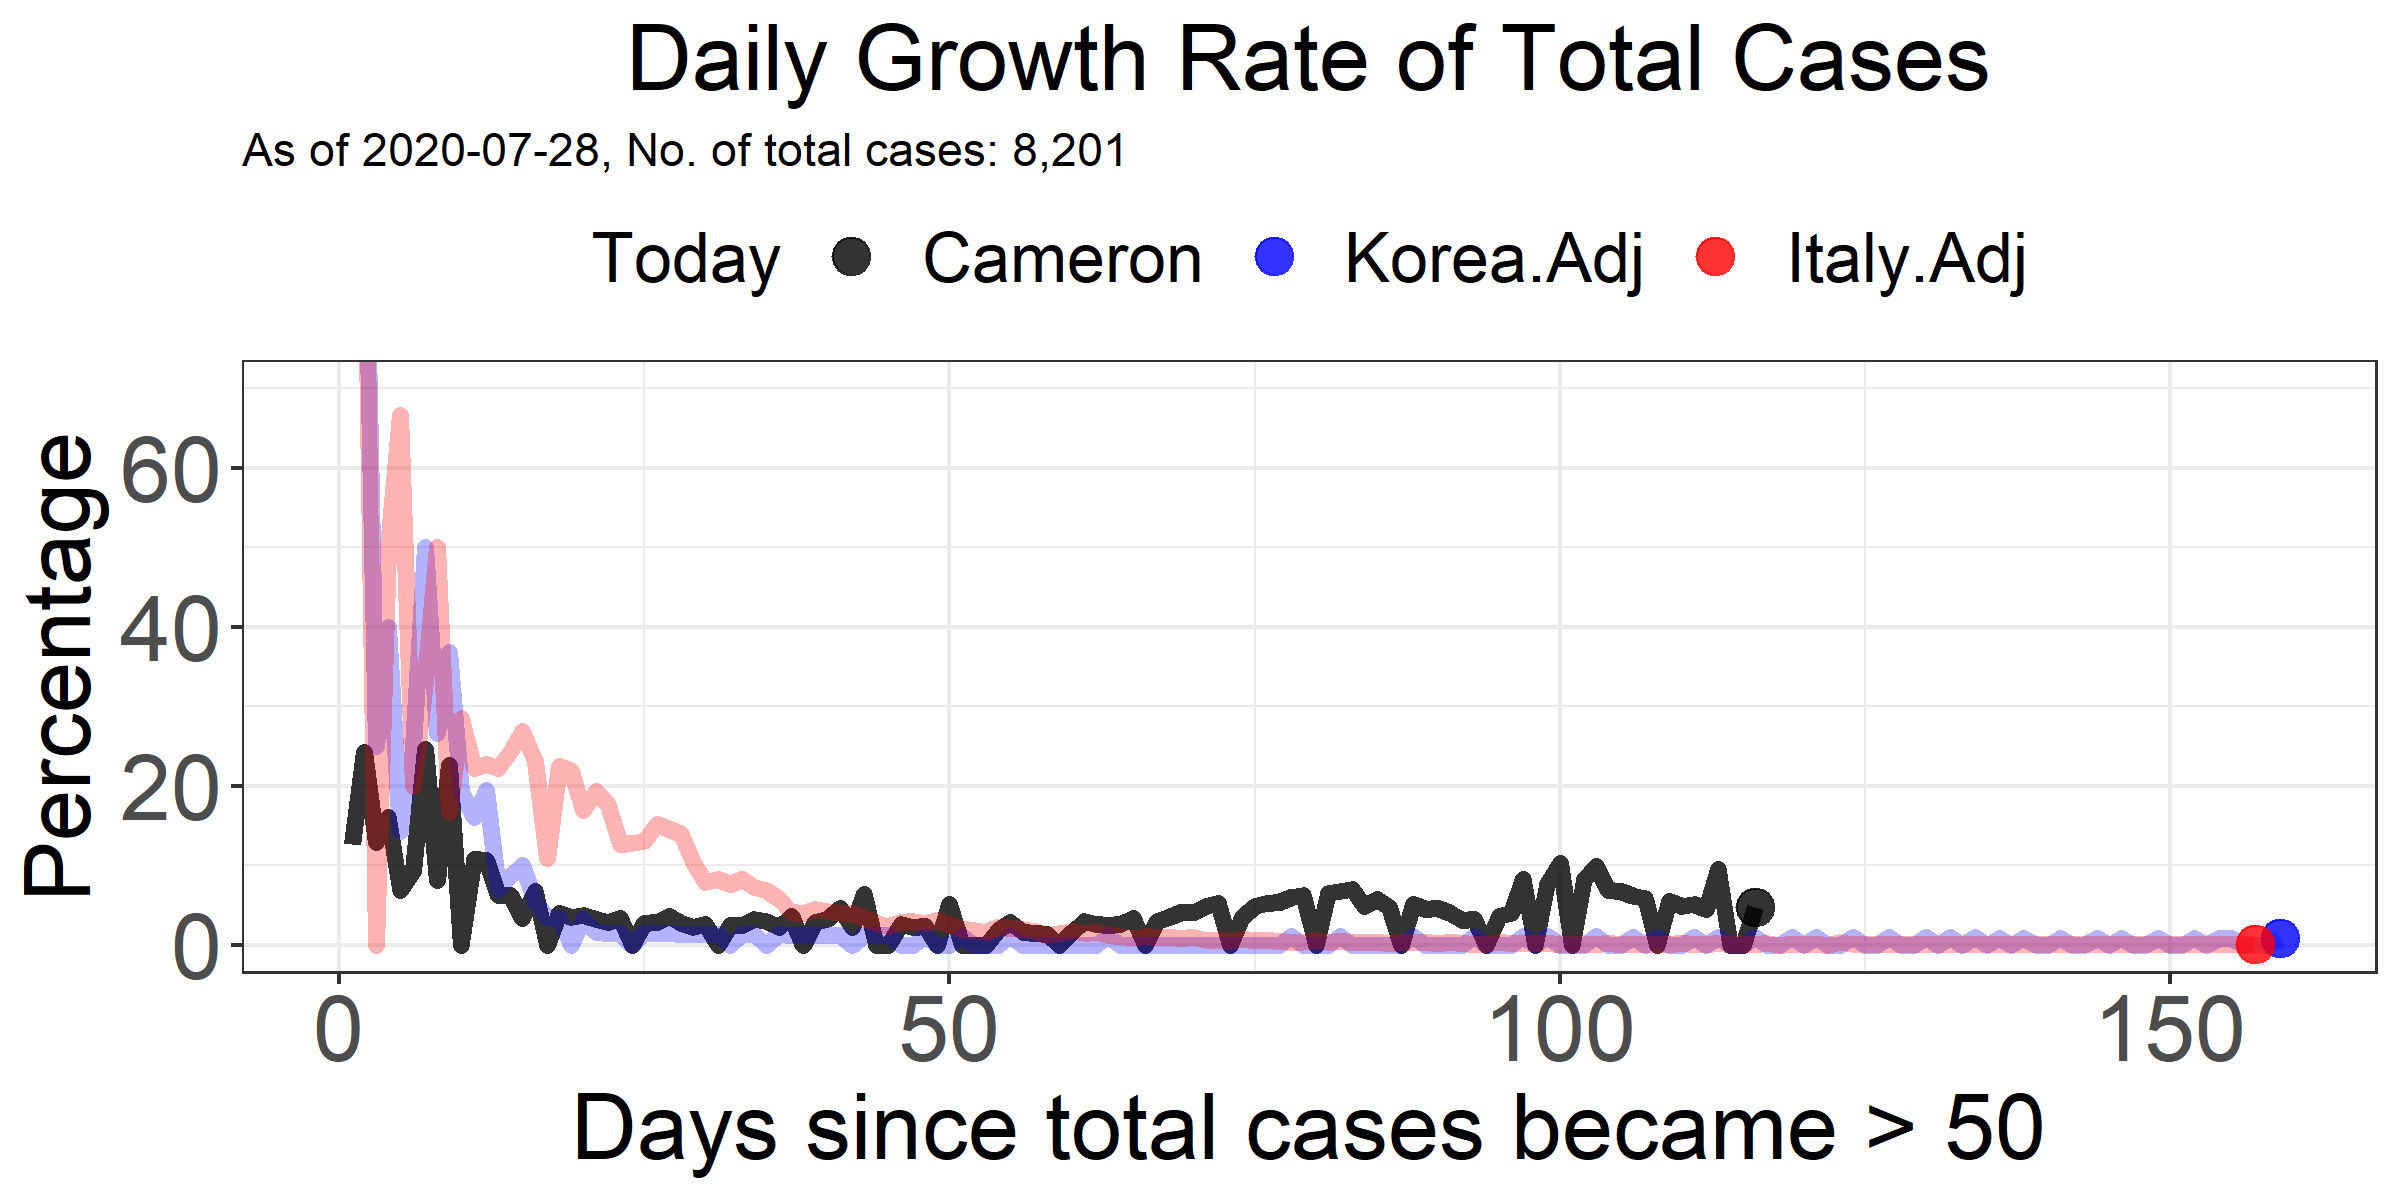 Daily Growth Rate of Total Cases
As of 2020-07-28, No. of total cases: 8,201
Today Cameron Korea.Adj Italy.Adj
Percentage
60
40
20
0
0 50 100 150
Days since total cases became > 50